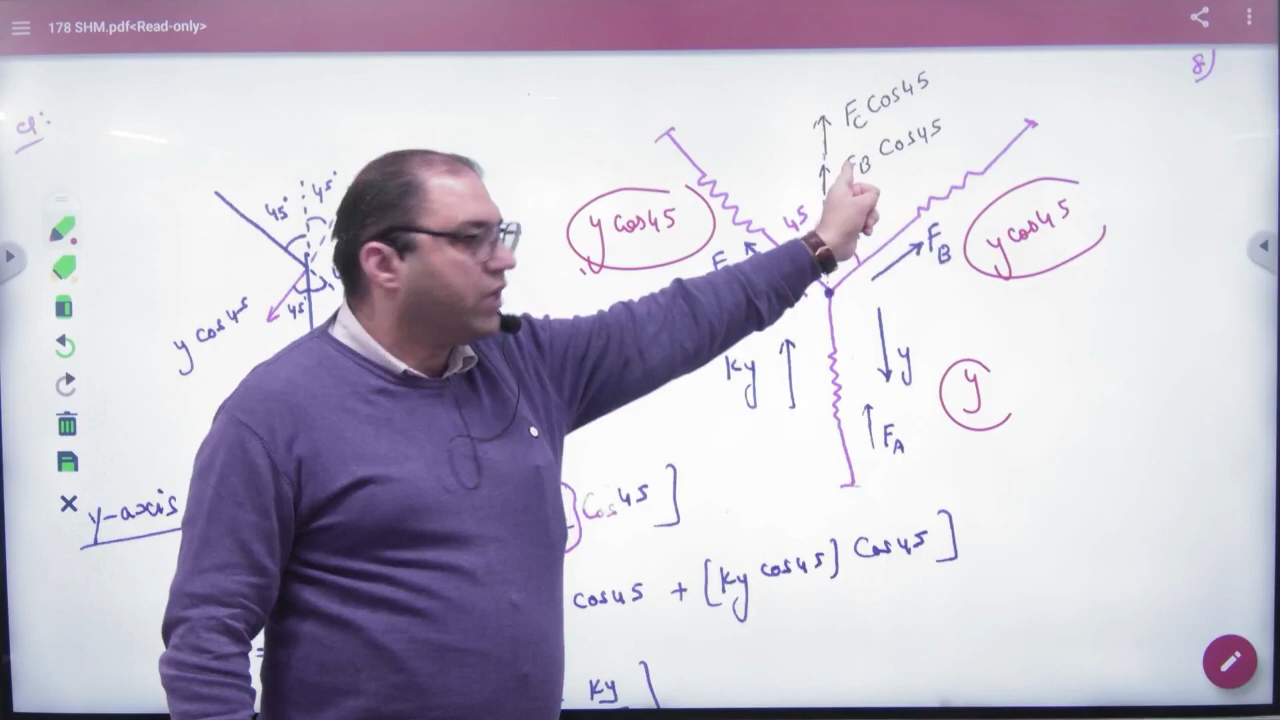 178 SHM.pdf<Read-only>
8)
Q:
F_C Cos45
F_B Cos45
45°
45°
45
y cos45
y cos45
F_B
45°
y cos45
ky
y
y
F_A
y-axis
Cos45 ]
cos45 + [ky cos45] Cos45 ]
=
ky